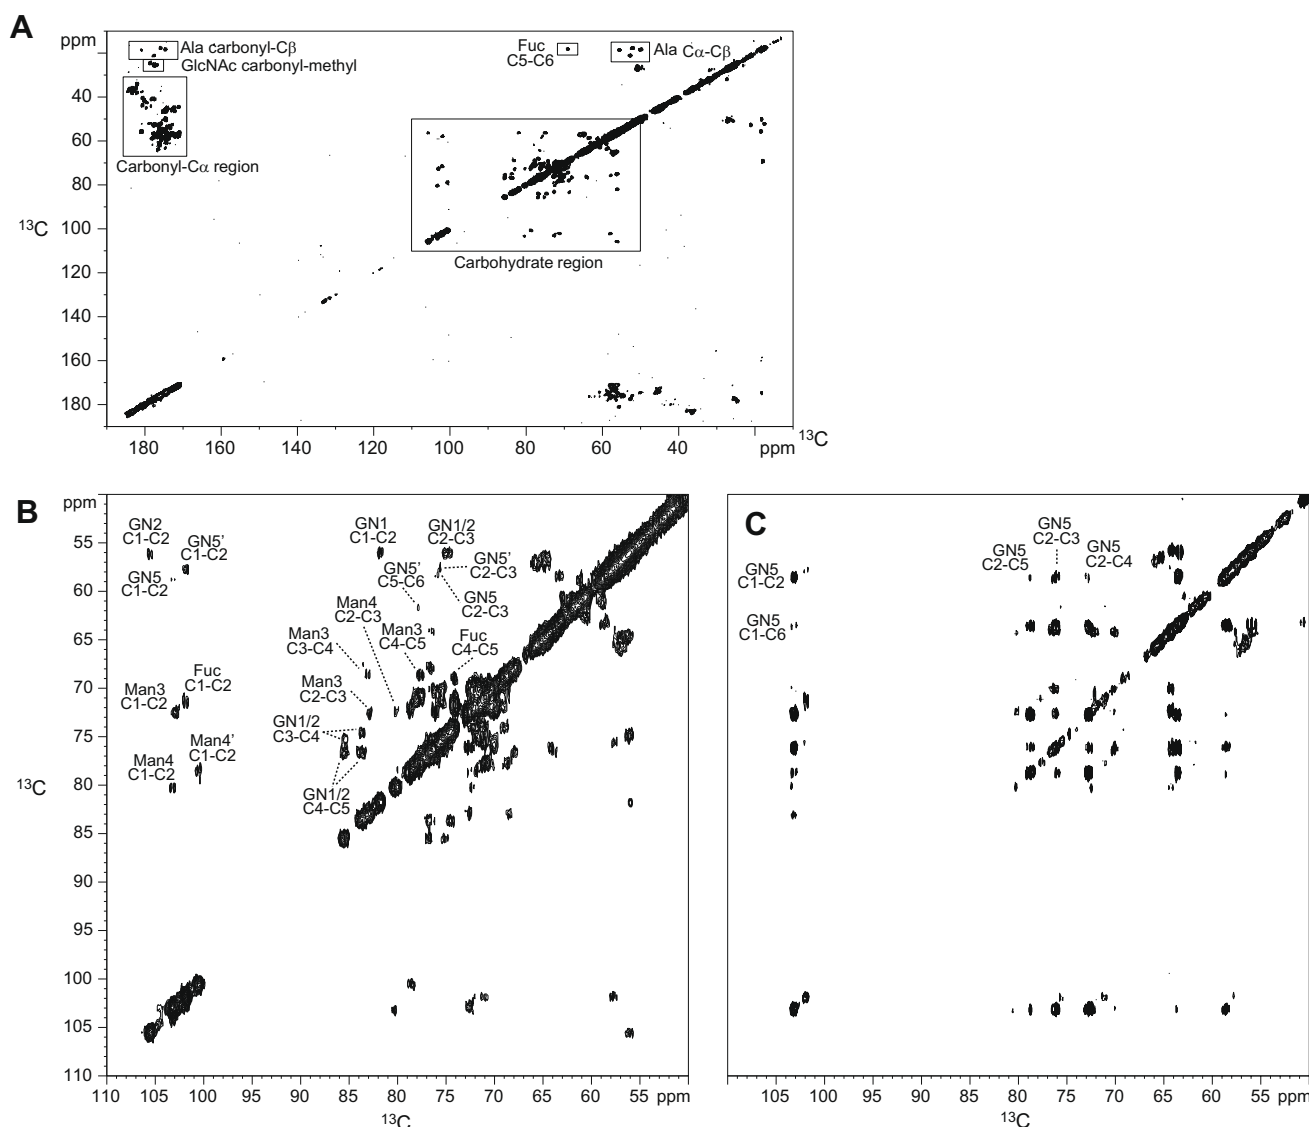 A
ppm
40
60
80
13C 100
120
140
160
180
180
160
140
120
100
80
60
40
ppm 13C
Ala carbonyl-Cβ
GlcNAc carbonyl-methyl
Carbonyl-Cα region
Fuc
C5-C6
Ala Cα-Cβ
Carbohydrate region
B
ppm
55
60
65
70
75
13C 80
85
90
95
100
105
110
110 105 100 95 90 85 80 75 70 65 60 55 ppm
13C
GN2
C1-C2
GN5'
C1-C2
GN5
C1-C2
GN1
C1-C2
GN1/2
C2-C3
GN5'
C2-C3
GN5'
C5-C6
GN5
C2-C3
Man4
C2-C3
Man3
C3-C4
Man3
C4-C5
Fuc
C4-C5
Man3
C1-C2
Fuc
C1-C2
Man3
C2-C3
GN1/2
C3-C4
Man4
C1-C2
Man4'
C1-C2
GN1/2
C4-C5
C
GN5
C1-C2
GN5
C1-C6
GN5
C2-C5
GN5
C2-C3
GN5
C2-C4
105 100 80 75 70 65 60 55 ppm
13C